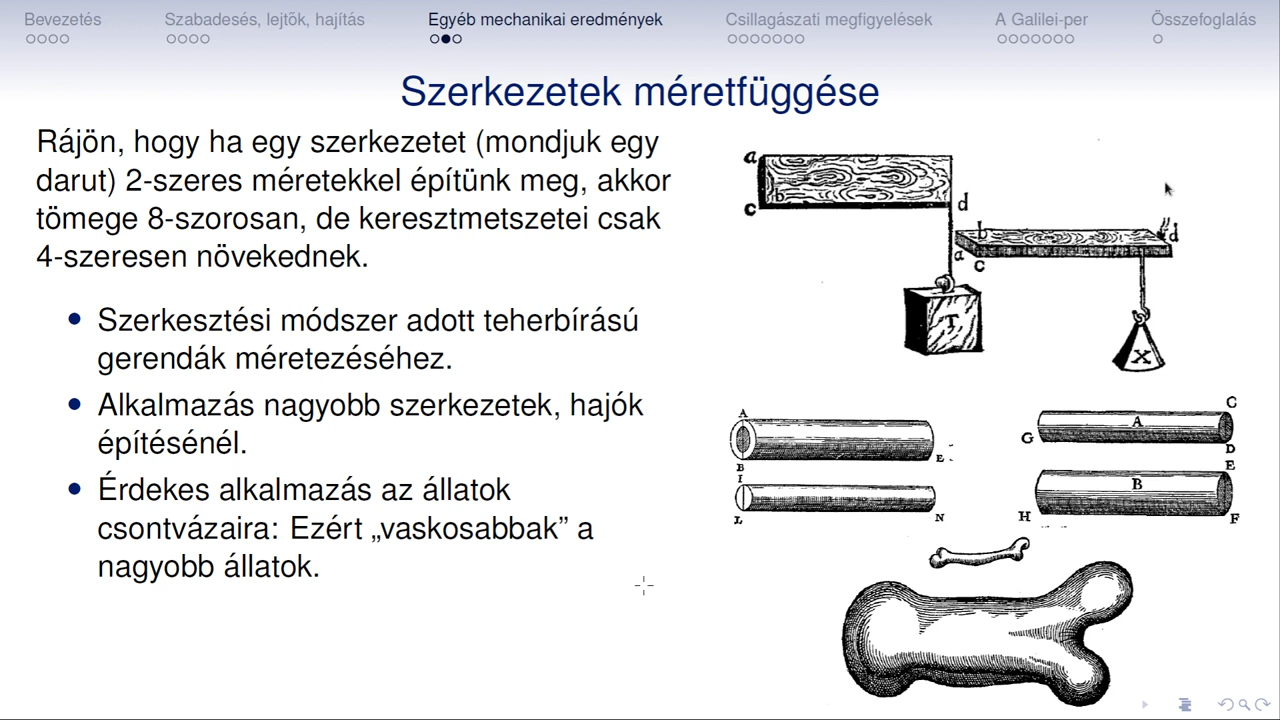 Bevezetés Szabadesés, lejtők, hajítás Egyéb mechanikai eredmények Csillagászati megfigyelések A Galilei-per Összefoglalás
Szerkezetek méretfüggése
Rájön, hogy ha egy szerkezetet (mondjuk egy
darut) 2-szeres méretekkel építünk meg, akkor
tömege 8-szorosan, de keresztmetszetei csak
4-szeresen növekednek.
Szerkesztési módszer adott teherbírású
gerendák méretezéséhez.
Alkalmazás nagyobb szerkezetek, hajók
építésénél.
Érdekes alkalmazás az állatok
csontvázaira: Ezért „vaskosabbak” a
nagyobb állatok.
a
b
c d
b d
a c
T
X
A
B E
I
L N
C
A
G D
E
B
H F